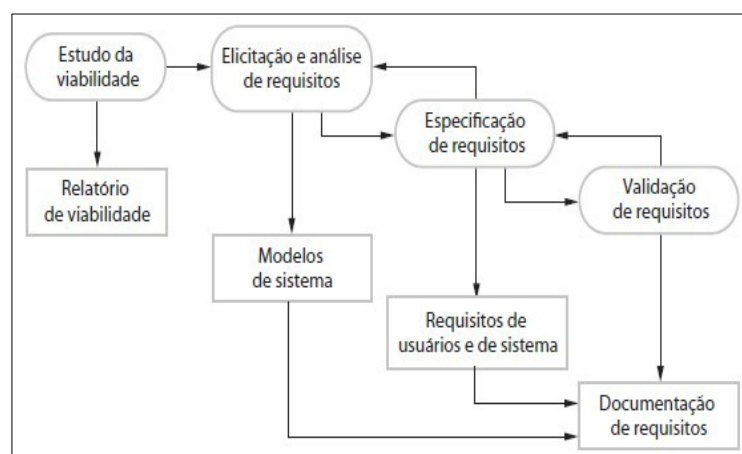 Estudo da
viabilidade
Elicitação e análise
de requisitos
Especificação
de requisitos
Validação
de requisitos
Relatório
de viabilidade
Modelos
de sistema
Requisitos de
usuários e de sistema
Documentação
de requisitos